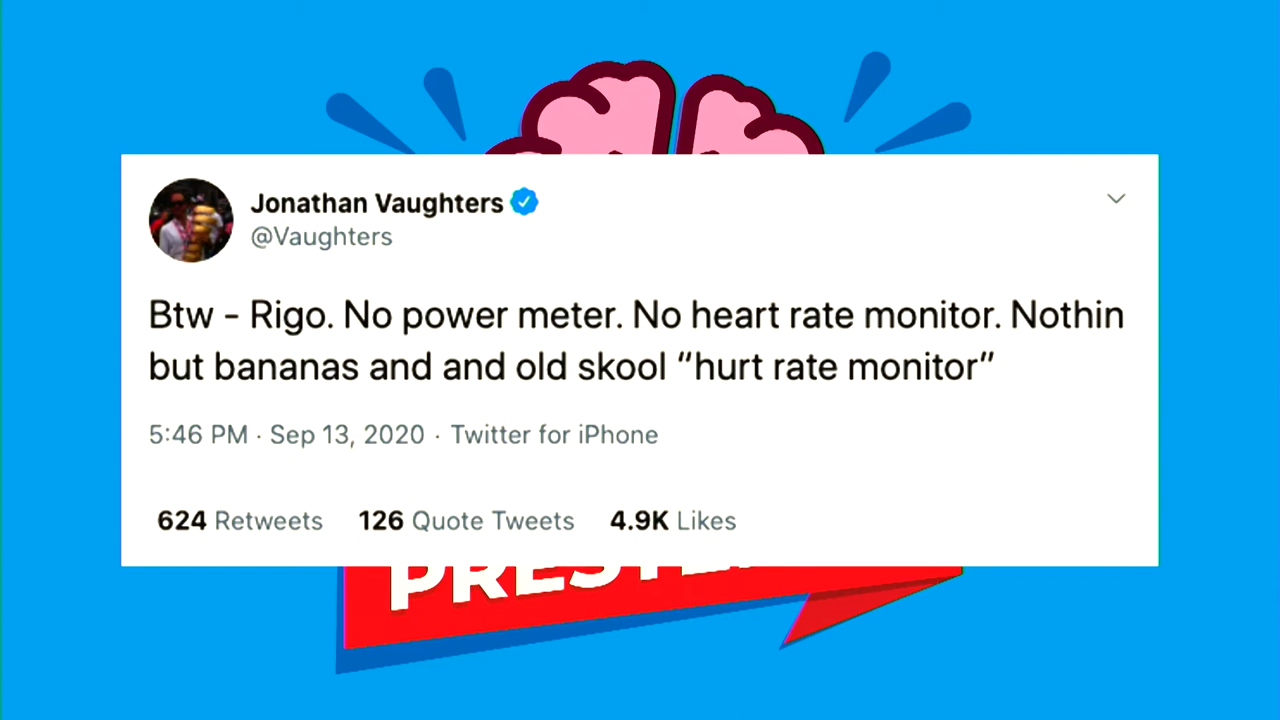 Jonathan Vaughters
@Vaughters
Btw - Rigo. No power meter. No heart rate monitor. Nothin
but bananas and and old skool “hurt rate monitor”
5:46 PM · Sep 13, 2020 · Twitter for iPhone
624 Retweets 126 Quote Tweets 4.9K Likes